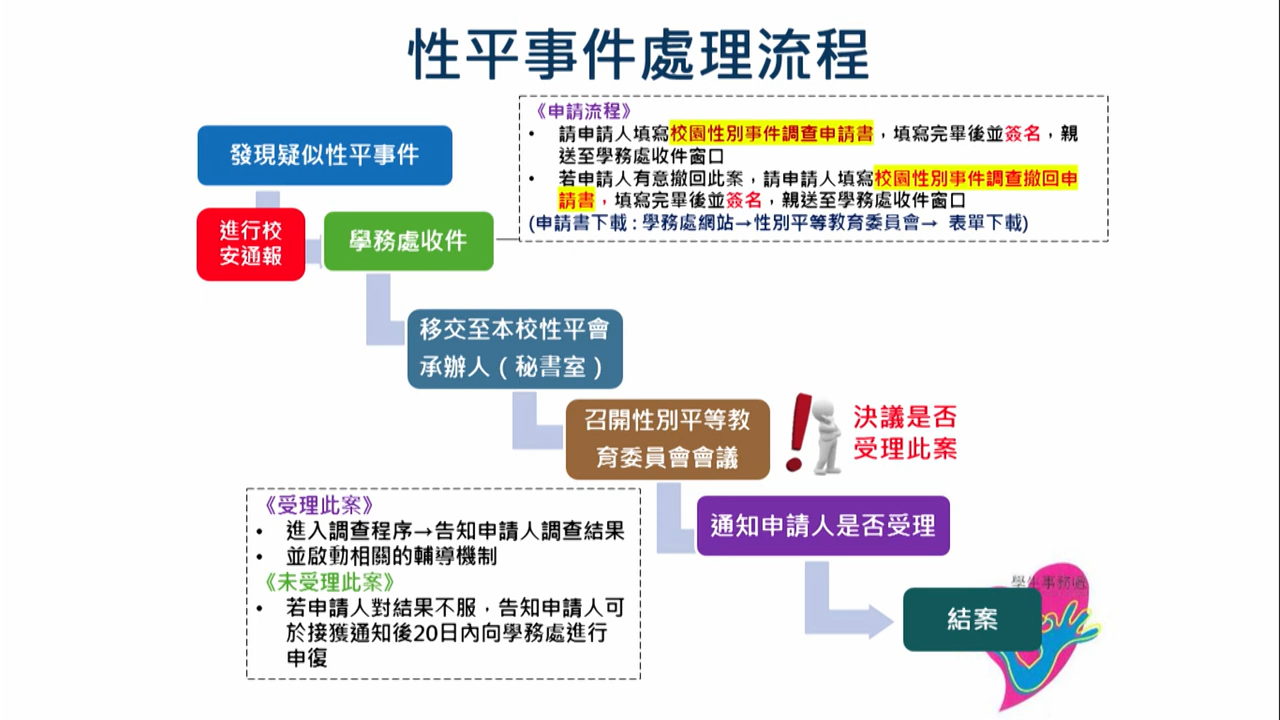 性平事件處理流程
發現疑似性平事件
進行校
安通報
學務處收件
《申請流程》
• 請申請人填寫校園性別事件調查申請書，填寫完畢後並簽名，親
送至學務處收件窗口
• 若申請人有意撤回此案，請申請人填寫校園性別事件調查撤回申
請書，填寫完畢後並簽名，親送至學務處收件窗口
(申請書下載 : 學務處網站→性別平等教育委員會→ 表單下載)
移交至本校性平會
承辦人（秘書室）
召開性別平等教
育委員會會議
決議是否
受理此案
通知申請人是否受理
《受理此案》
• 進入調查程序→告知申請人調查結果
• 並啟動相關的輔導機制
《未受理此案》
• 若申請人對結果不服，告知申請人可
於接獲通知後20日內向學務處進行
申復
學生事務處
結案